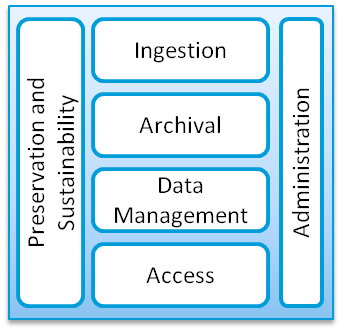 Preservation and
Sustainability
Ingestion
Archival
Data
Management
Access
Administration